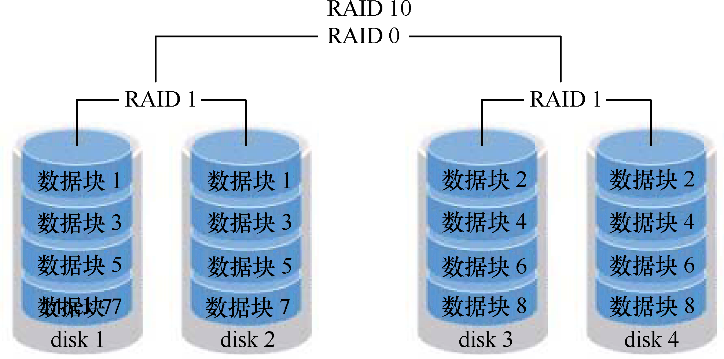 RAID 10
RAID 0
RAID 1 RAID 1
数据块 1 数据块 1 数据块 2 数据块 2
数据块 3 数据块 3 数据块 4 数据块 4
数据块 5 数据块 5 数据块 6 数据块 6
数据块 7 数据块 7 数据块 8 数据块 8
disk 1 disk 2 disk 3 disk 4